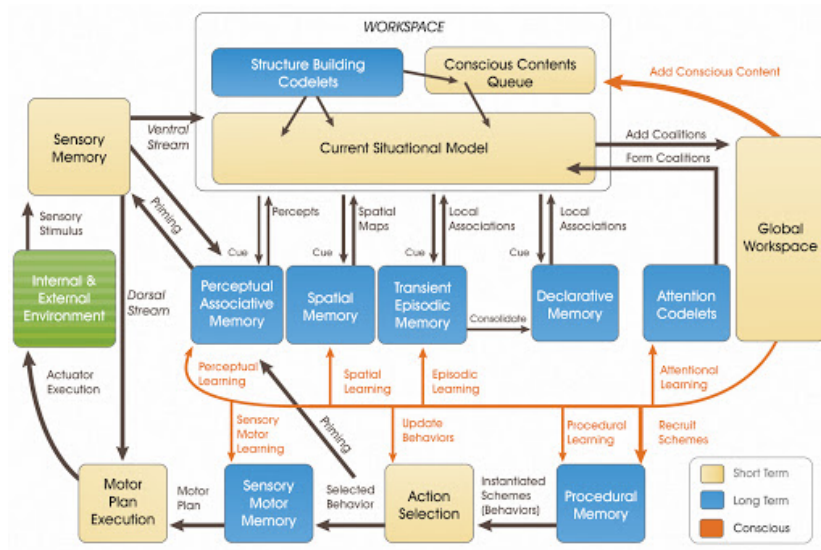 WORKSPACE
Structure Building
Codelets
Conscious Contents
Queue
Add Conscious Content
Sensory
Memory
Ventral
Stream
Current Situational Model
Add Coalitions
Form Coalitions
Global
Workspace
Sensory
Stimulus
Priming
Cue
Percepts
Cue
Spatial
Maps
Cue
Local
Associations
Cue
Local
Associations
Internal &
External
Environment
Dorsal
Stream
Perceptual
Associative
Memory
Spatial
Memory
Transient
Episodic
Memory
Consolidate
Declarative
Memory
Attention
Codelets
Actuator
Execution
Perceptual
Learning
Spatial
Learning
Episodic
Learning
Attentional
Learning
Sensory
Motor
Learning
Priming
Update
Behaviors
Procedural
Learning
Recruit
Schemes
Motor
Plan
Execution
Motor
Plan
Sensory
Motor
Memory
Selected
Behavior
Action
Selection
Instantiated
Schemes
(Behaviors)
Procedural
Memory
Short Term
Long Term
Conscious